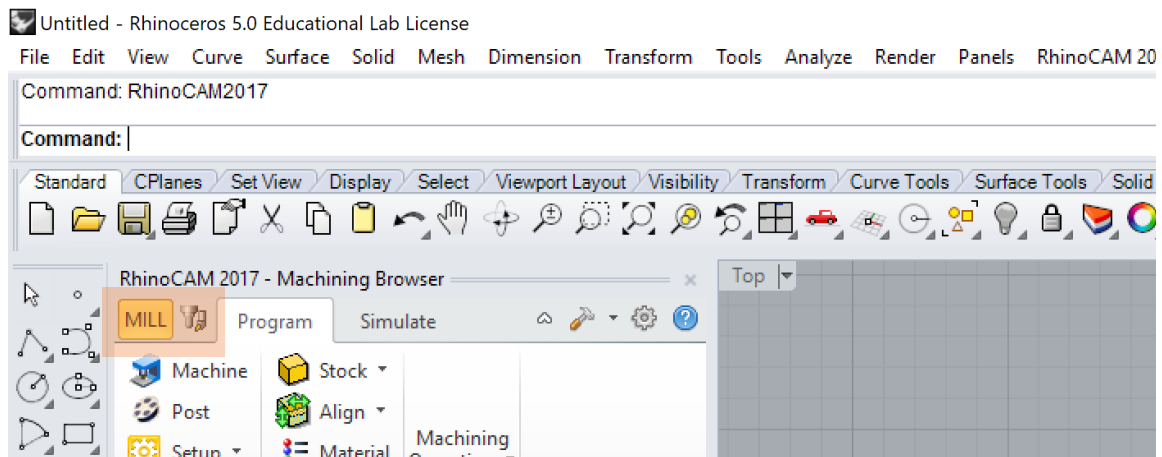 Untitled - Rhinoceros 5.0 Educational Lab License
File Edit View Curve Surface Solid Mesh Dimension Transform Tools Analyze Render Panels RhinoCAM 20
Command: RhinoCAM2017
Command:
Standard CPlanes Set View Display Select Viewport Layout Visibility Transform Curve Tools Surface Tools Solid
RhinoCAM 2017 - Machining Browser
Top
MILL Program Simulate
Machine Stock
Post Align
Setup Material
Machining